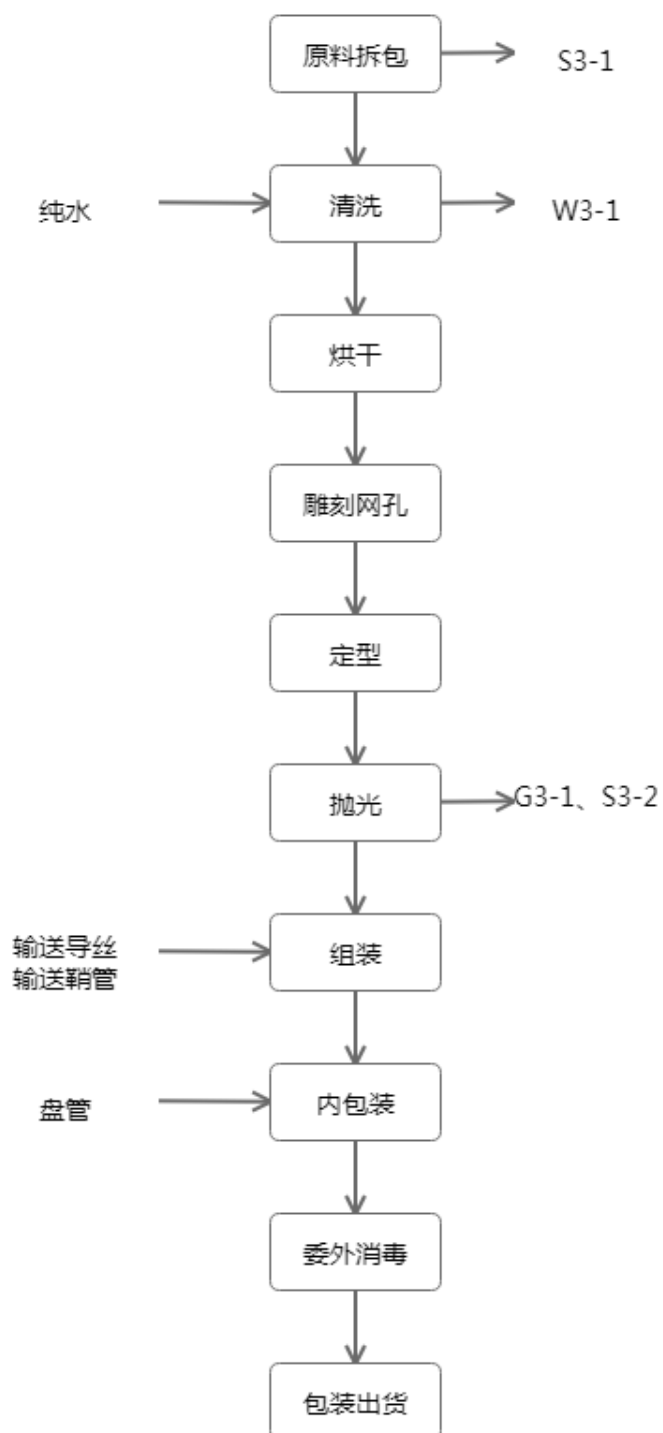 原料拆包
S3-1
纯水
清洗
W3-1
烘干
雕刻网孔
定型
抛光
G3-1、S3-2
输送导丝
输送鞘管
组装
盘管
内包装
委外消毒
包装出货